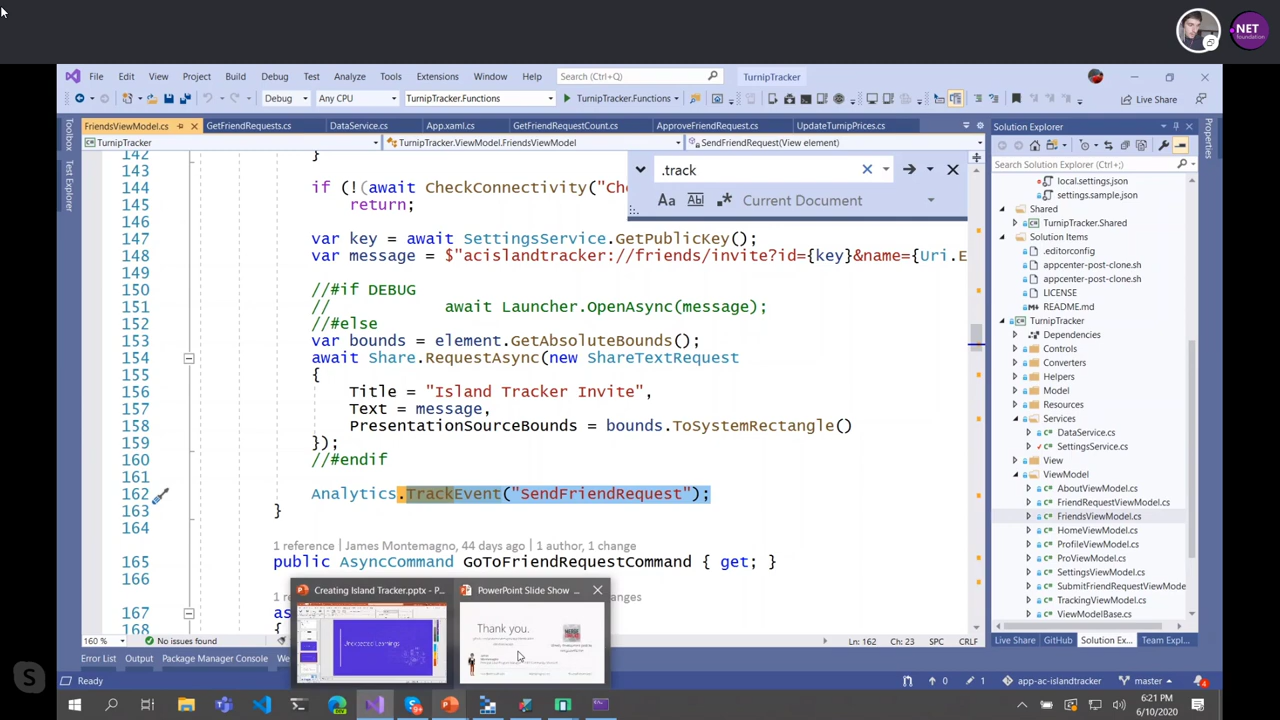 NET
foundation
File Edit View Project Build Debug Test Analyze Tools Extensions Window Help Search (Ctrl+Q) TurnipTracker
Debug Any CPU TurnipTracker.Functions TurnipTracker.Functions Live Share
FriendsViewModel.cs GetFriendRequests.cs DataService.cs App.xaml.cs GetFriendRequestCount.cs ApproveFriendRequest.cs UpdateTurnipPrices.cs
TurnipTracker TurnipTracker.ViewModel.FriendsViewModel SendFriendRequest(View element)
Toolbox
Test Explorer
142 }
143
144 if (!(await CheckConnectivity("Che
145 return;
146
147 var key = await SettingsService.GetPublicKey();
148 var message = $"acislandtracker://friends/invite?id={key}&name={Uri.E
149
150 //#if DEBUG
151 // await Launcher.OpenAsync(message);
152 //#else
153 var bounds = element.GetAbsoluteBounds();
154 await Share.RequestAsync(new ShareTextRequest
155 {
156 Title = "Island Tracker Invite",
157 Text = message,
158 PresentationSourceBounds = bounds.ToSystemRectangle()
159 });
160 //#endif
161
162 Analytics.TrackEvent("SendFriendRequest");
163 }
164
1 reference | James Montemagno, 44 days ago | 1 author, 1 change
165 public AsyncCommand GoToFriendRequestCommand { get; }
166
167 as
168 {
.track
Aa Ab Current Document
Solution Explorer
Search Solution Explorer (Ctrl+;)
local.settings.json
settings.sample.json
Shared
TurnipTracker.Shared
Solution Items
.editorconfig
appcenter-post-clone.sh
appcenter-post-clone.sh
LICENSE
README.md
TurnipTracker
Dependencies
Controls
Converters
Helpers
Model
Resources
Services
DataService.cs
SettingsService.cs
View
ViewModel
AboutViewModel.cs
FriendRequestViewModel.cs
FriendsViewModel.cs
HomeViewModel.cs
ProfileViewModel.cs
ProViewModel.cs
SettingsViewModel.cs
SubmitFriendRequestViewMode
TrackingViewModel.cs
ViewModelBase.cs
Properties
Creating Island Tracker.pptx - P...
Unexpected Learnings
PowerPoint Slide Show ...
Thank you.
160 % No issues found Ln: 162 Ch: 23 SPC CRLF
Live Share GitHub Solution Ex... Team Expl...
Error List Output Package Manager Console
Ready 0 1 app-ac-islandtracker master 4
6:21 PM
6/10/2020